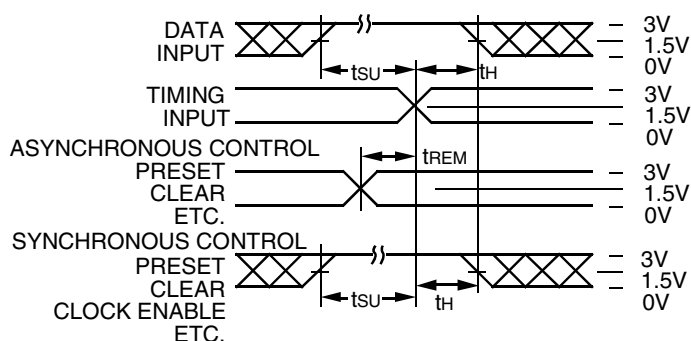 DATA
INPUT
tSU
tH
3V
1.5V
0V
TIMING
INPUT
3V
1.5V
0V
ASYNCHRONOUS CONTROL
PRESET
CLEAR
ETC.
tREM
3V
1.5V
0V
SYNCHRONOUS CONTROL
PRESET
CLEAR
CLOCK ENABLE
ETC.
tSU
tH
3V
1.5V
0V